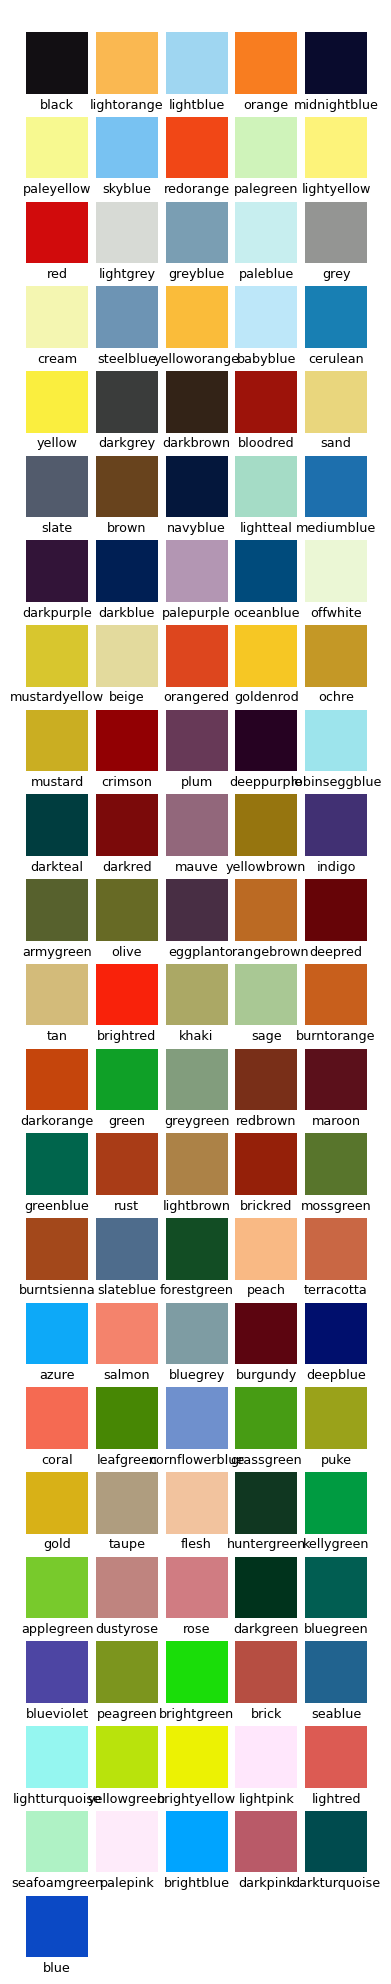 black lightorange lightblue orange midnightblue
paleyellow skyblue redorange palegreen lightyellow
red lightgrey greyblue paleblue grey
cream steelblue yelloworange babyblue cerulean
yellow darkgrey darkbrown bloodred sand
slate brown navyblue lightteal mediumblue
darkpurple darkblue palepurple oceanblue offwhite
mustardyellow beige orangered goldenrod ochre
mustard crimson plum deeppurple robinseggblue
darkteal darkred mauve yellowbrown indigo
armygreen olive eggplant orangebrown deepred
tan brightred khaki sage burntorange
darkorange green greygreen redbrown maroon
greenblue rust lightbrown brickred mossgreen
burntsienna slateblue forestgreen peach terracotta
azure salmon bluegrey burgundy deepblue
coral leafgreen cornflowerblue grassgreen puke
gold taupe flesh huntergreen kellygreen
applegreen dustyrose rose darkgreen bluegreen
blueviolet peagreen brightgreen brick seablue
lightturquoise yellowgreen brightyellow lightpink lightred
seafoamgreen palepink brightblue darkpink darkturquoise
blue